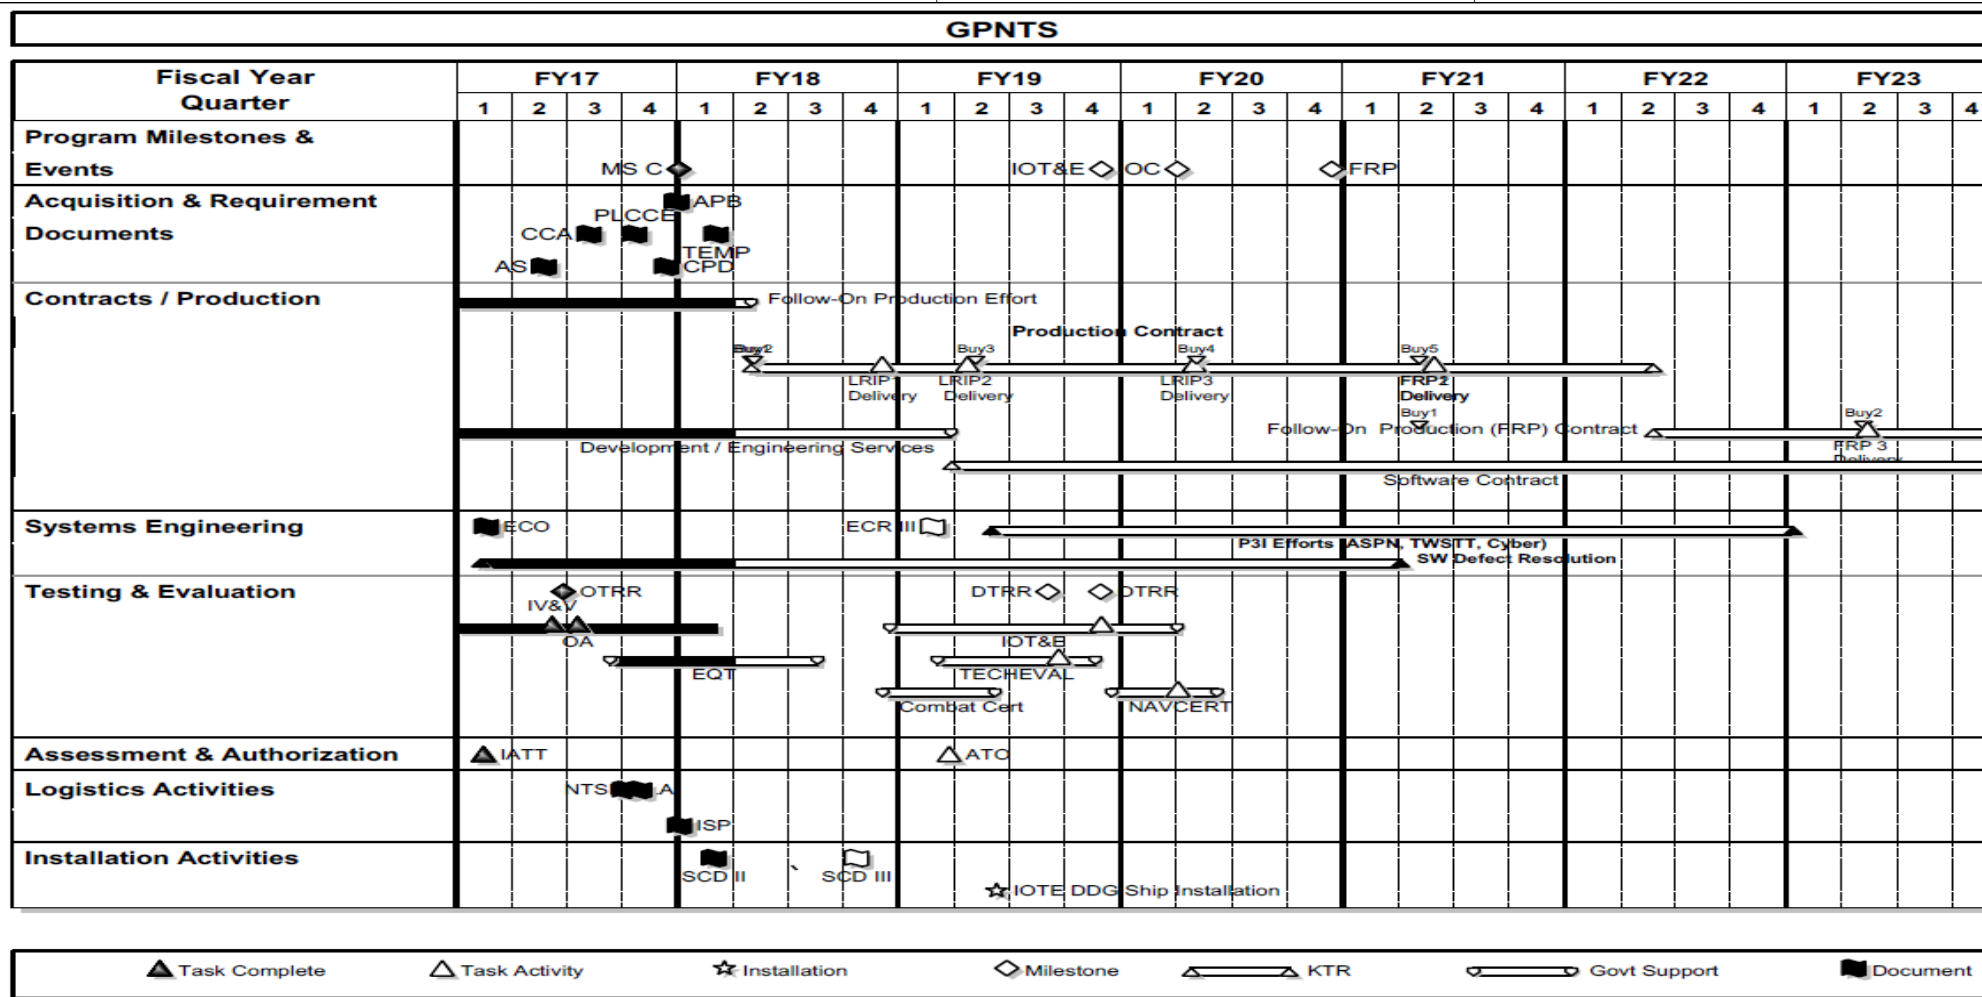 GPNTS
Fiscal Year FY17 FY18 FY19 FY20 FY21 FY22 FY23
Quarter 1 2 3 4 1 2 3 4 1 2 3 4 1 2 3 4 1 2 3 4 1 2 3 4 1 2 3 4
Program Milestones &
Events MS C IOT&E OC FRP
Acquisition & Requirement APB
PLCCE
Documents CCA
TEMP
AS CPD
Contracts / Production Follow-On Production Effort
Production Contract
Buy3 Buy4 Buy5
LRIP1 LRIP2 LRIP3
Delivery Delivery Delivery Delivery
Buy1 Buy2
Follow-On Production (FRP) Contract
Development / Engineering Services FRP 3
Delivery
Software Contract
Systems Engineering ECO ECR III
P3I Efforts (ASPN, TWSTT, Cyber)
SW Defect Resolution
Testing & Evaluation OTRR DTRR OTRR
IV&V
OA IOT&E
EQT TECHEVAL
Combat Cert NAVCERT
Assessment & Authorization IATT ATO
Logistics Activities NTS
ISP
Installation Activities
SCD II SCD III
IOTE DDG Ship Installation
Task Complete Task Activity Installation Milestone KTR Govt Support Document